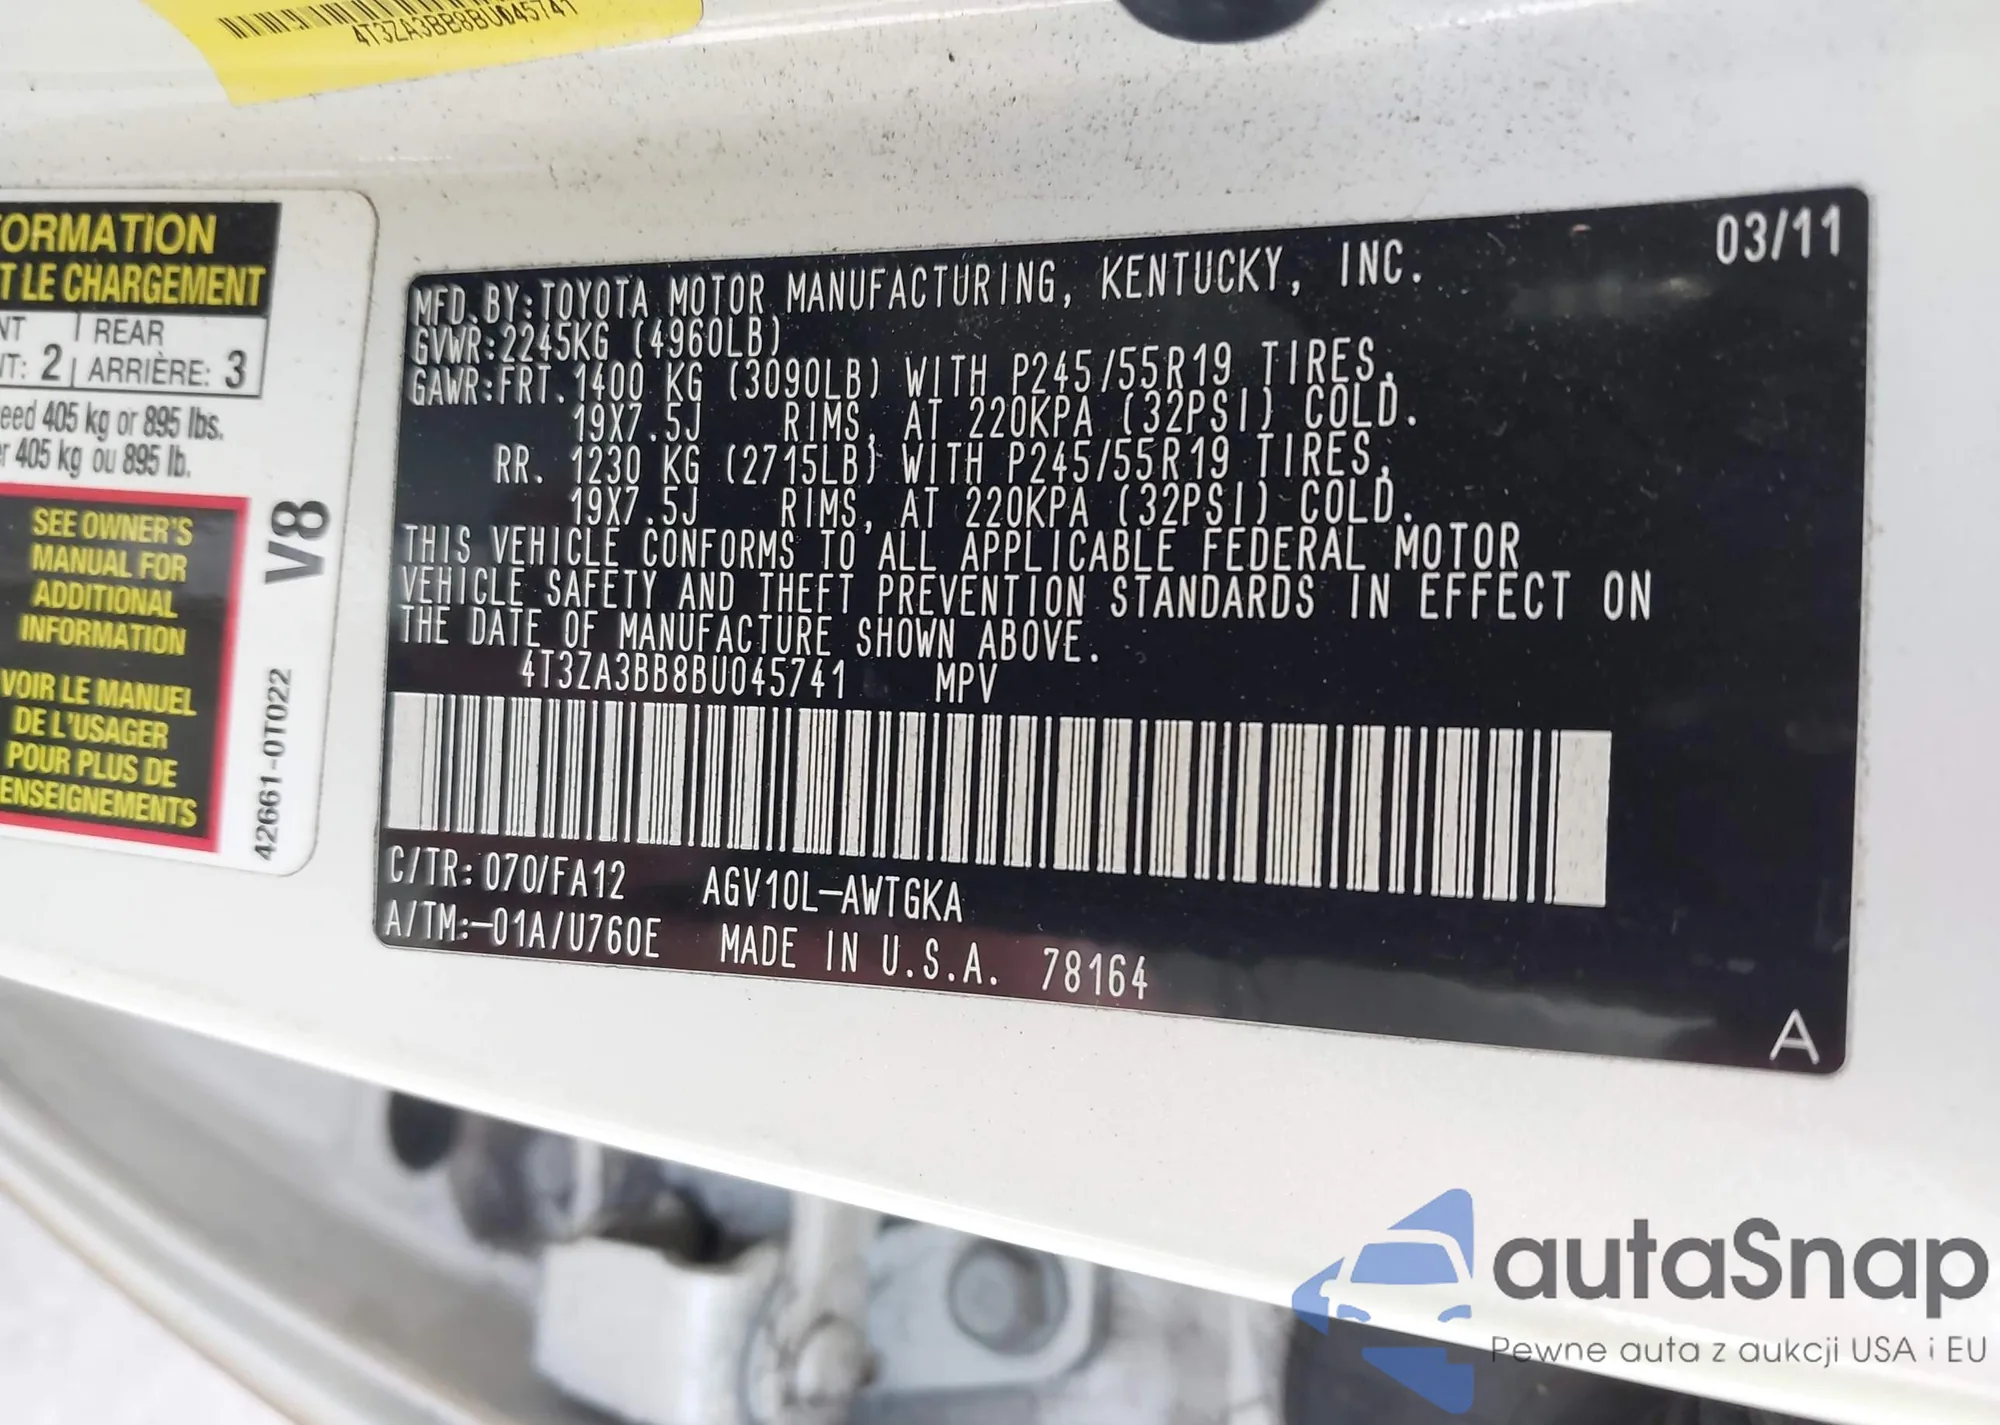 4T3ZA3BB8BU045741
ORMATION
T LE CHARGEMENT
NT | REAR
NT: 2 | ARRIÈRE: 3
eed 405 kg or 895 lbs.
r 405 kg ou 895 lb.
SEE OWNER'S
MANUAL FOR
ADDITIONAL
INFORMATION
VOIR LE MANUEL
DE L'USAGER
POUR PLUS DE
ENSEIGNEMENTS
V8
42661-0T022
03/11
MFD. BY: TOYOTA MOTOR MANUFACTURING, KENTUCKY, INC.
GVWR: 2245KG (4960LB)
GAWR: FRT. 1400 KG (3090LB) WITH P245/55R19 TIRES,
19X7.5J RIMS, AT 220KPA (32PSI) COLD.
RR. 1230 KG (2715LB) WITH P245/55R19 TIRES,
19X7.5J RIMS, AT 220KPA (32PSI) COLD.
THIS VEHICLE CONFORMS TO ALL APPLICABLE FEDERAL MOTOR
VEHICLE SAFETY AND THEFT PREVENTION STANDARDS IN EFFECT ON
THE DATE OF MANUFACTURE SHOWN ABOVE.
4T3ZA3BB8BU045741 MPV
C/TR: 070/FA12 AGV10L-AWTGKA
A/TM:-01A/U760E MADE IN U.S.A. 78164
A
autaSnap
Pewne auta z aukcji USA i EU